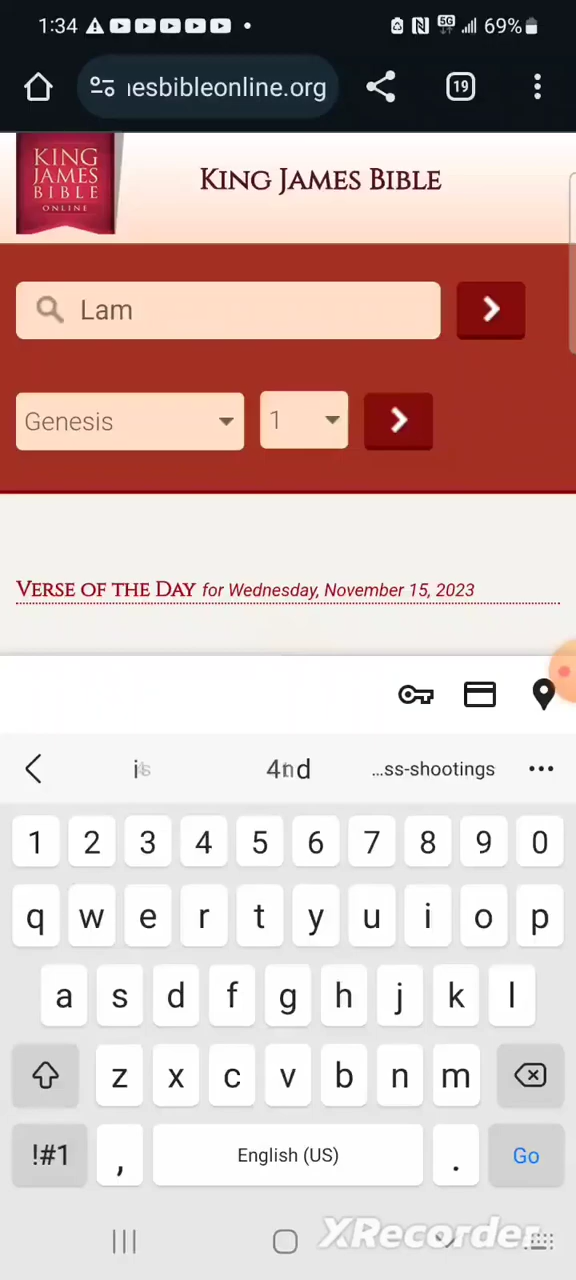 1:34 5G 69%
ıesbibleonline.org 19
KING
JAMES
BIBLE
ONLINE
KING JAMES BIBLE
Lam
Genesis 1
VERSE OF THE DAY for Wednesday, November 15, 2023
...ss-shootings
1 2 3 4 5 6 7 8 9 0
q w e r t y u i o p
a s d f g h j k l
z x c v b n m
!#1 , English (US) . Go
XRecorder